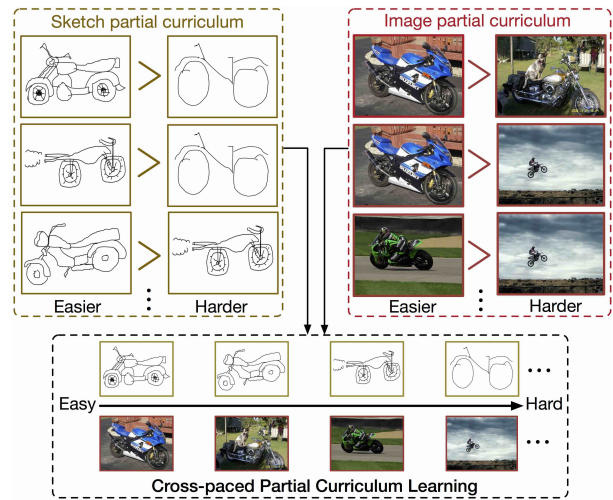 Sketch partial curriculum
Image partial curriculum
Easier
Harder
Easier
Harder
Easy
Hard
Cross-paced Partial Curriculum Learning